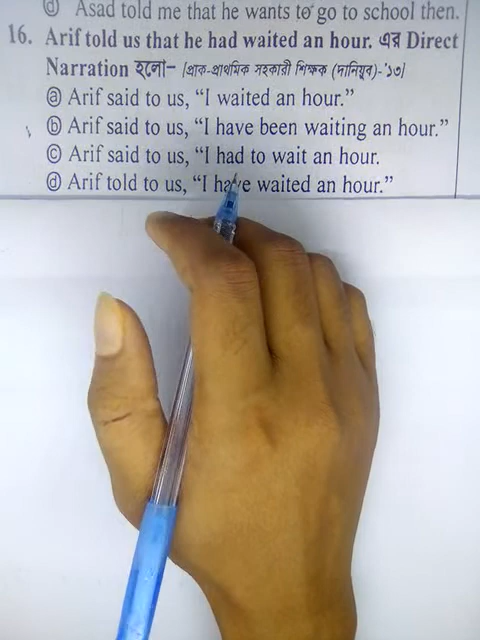 ⓓ Asad told me that he wants to go to school then.
16. Arif told us that he had waited an hour. এর Direct
Narration হলো– [প্রাক-প্রাথমিক সহকারী শিক্ষক (দানিয়ুব)-'১৩]
ⓐ Arif said to us, “I waited an hour.”
ⓑ Arif said to us, “I have been waiting an hour.”
ⓒ Arif said to us, “I had to wait an hour.
ⓓ Arif told to us, “I have waited an hour.”